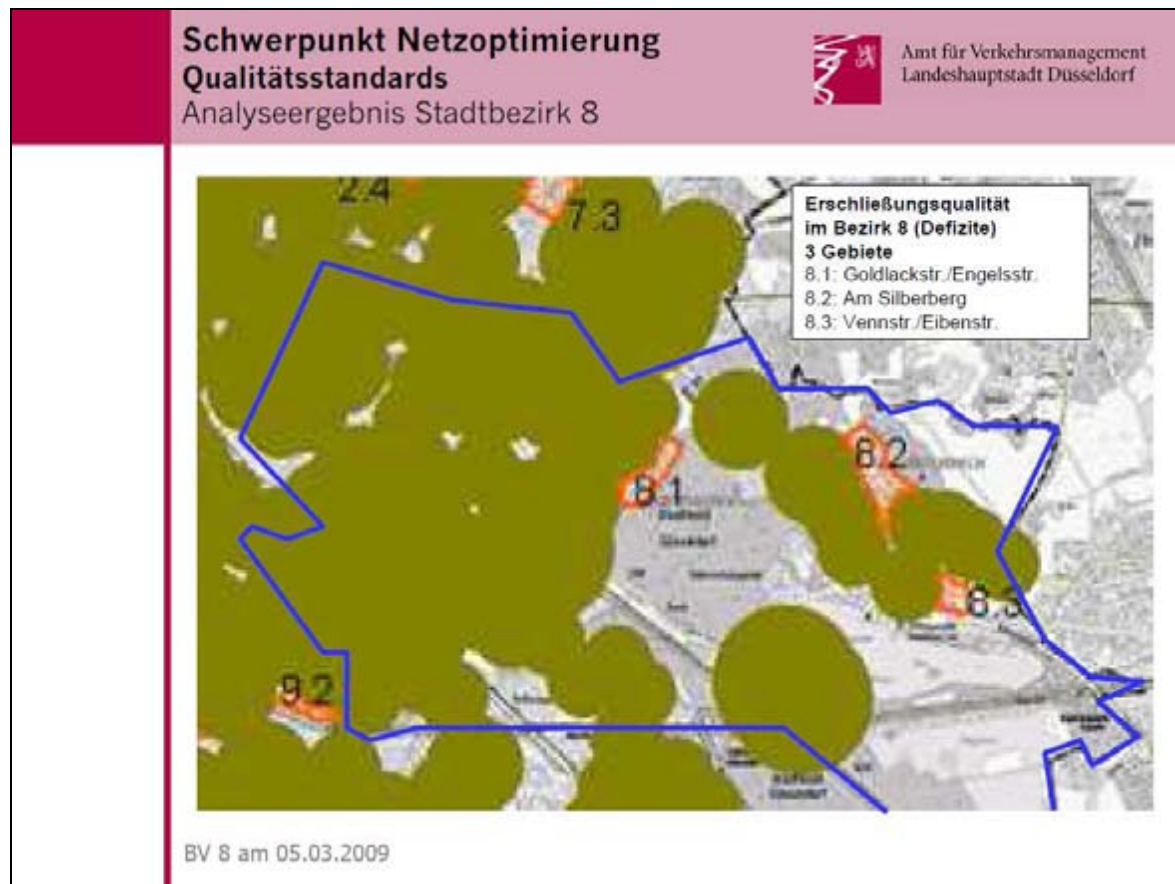 Schwerpunkt Netzoptimierung
Qualitätsstandards
Analyseergebnis Stadtbezirk 8
Amt für Verkehrsmanagement
Landeshauptstadt Düsseldorf
Erschließungsqualität
im Bezirk 8 (Defizite)
3 Gebiete
8.1: Goldlackstr./Engelsstr.
8.2: Am Silberberg
8.3: Vennstr./Eibenstr.
2.4
7.3
8.2
8.1
8.3
9.2
BV 8 am 05.03.2009